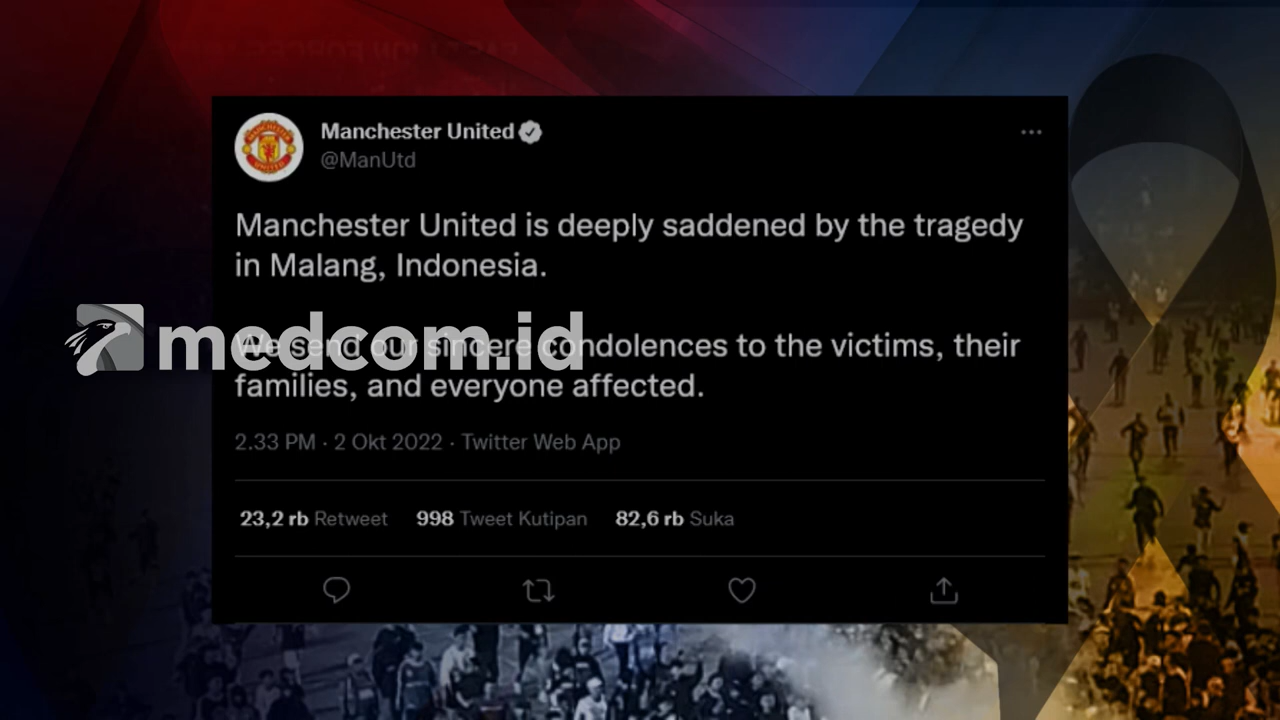 Manchester United
@ManUtd
Manchester United is deeply saddened by the tragedy
in Malang, Indonesia.
medcom.id
We send our sincere condolences to the victims, their
families, and everyone affected.
2.33 PM · 2 Okt 2022 · Twitter Web App
23,2 rb Retweet 998 Tweet Kutipan 82,6 rb Suka